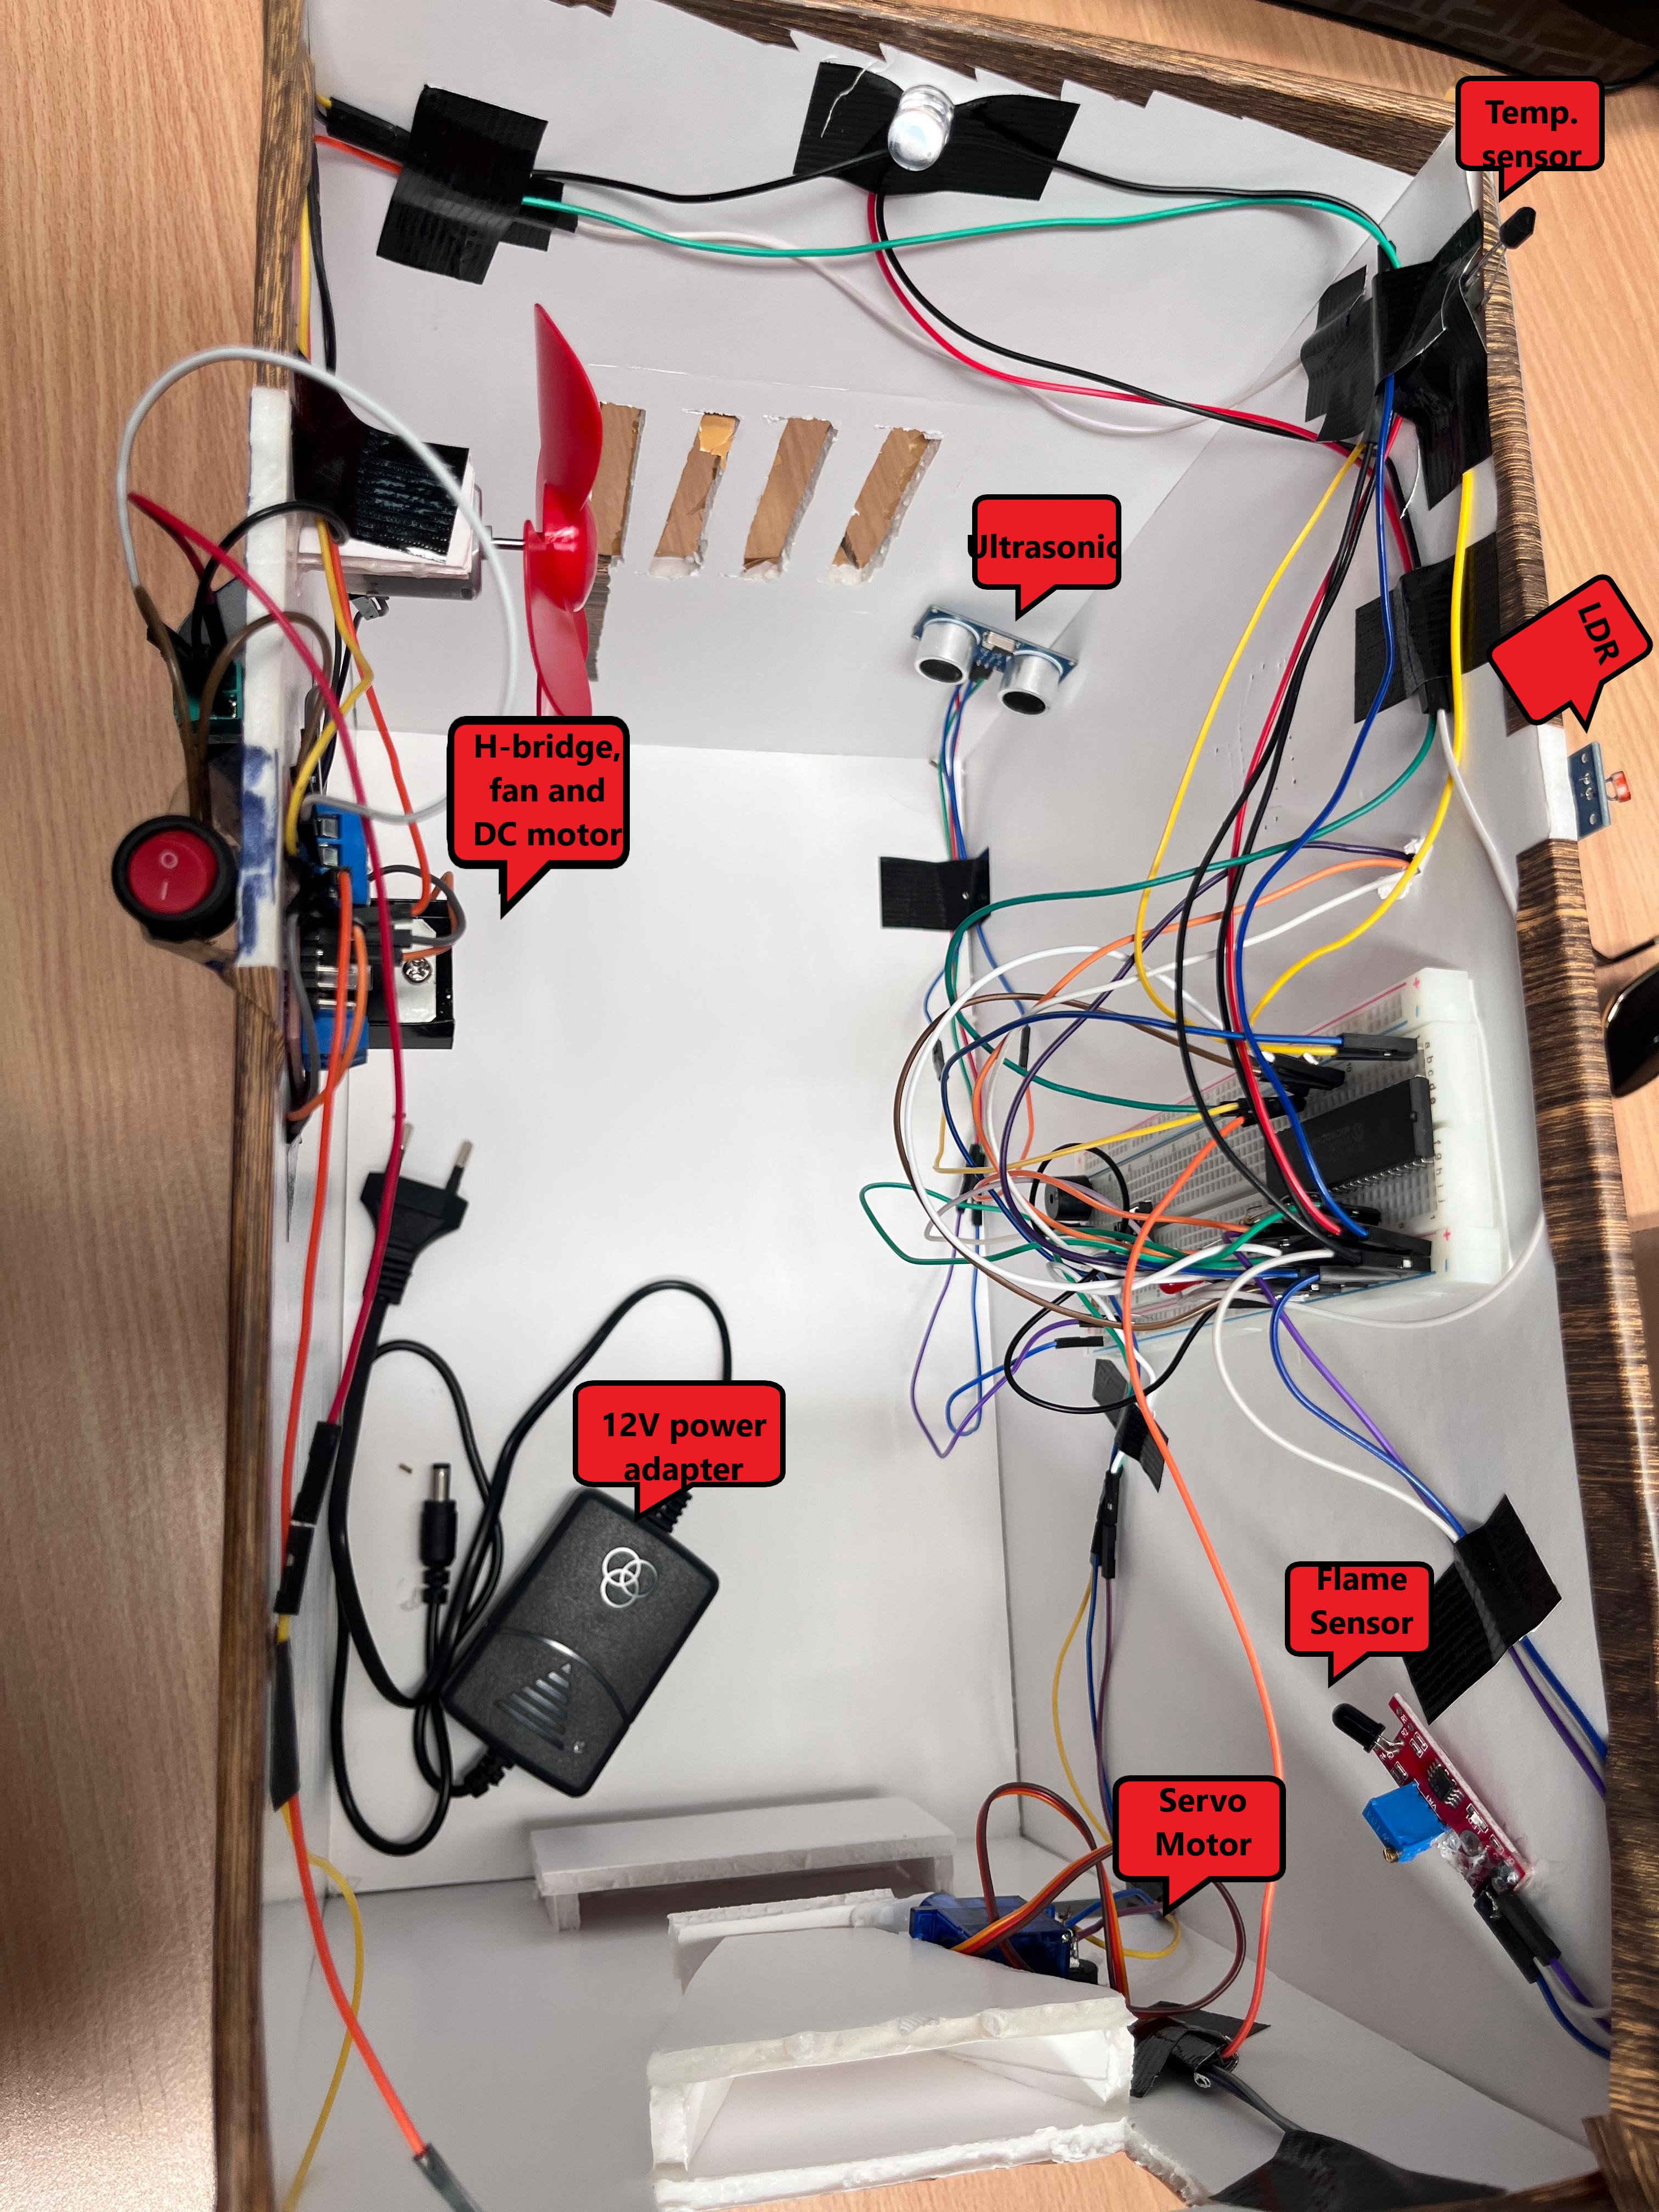 Temp.
sensor
Ultrasonic
LDR
H-bridge,
fan and
DC motor
12V power
adapter
Flame
Sensor
Servo
Motor